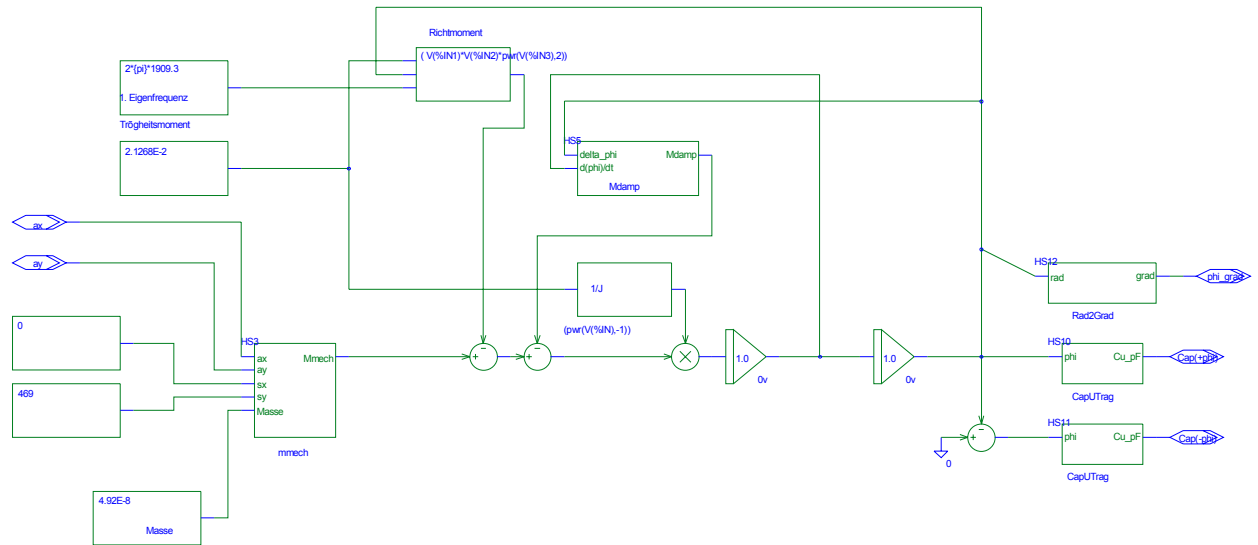 Richtmoment
( V(%IN1)*V(%IN2)*pwr(V(%IN3),2))
2*{pi}*1909.3
1. Eigenfrequenz
Trögheitsmoment
2.1268E-2
HS5
delta_phi
Mdamp
d(phi)/dt
Mdamp
ax
ay
1/J
(pwr(V(%IN),-1))
HS12
rad
grad
phi_grad
Rad2Grad
0
469
HS3
ax
ay
sx
sy
Masse
Mmech
mmech
4.92E-8
Masse
+
−
+
−
1.0
0v
1.0
0v
HS10
phi
Cu_pF
Cap(+phi)
CapUTrag
+
−
0
HS11
phi
Cu_pF
Cap(-phi)
CapUTrag